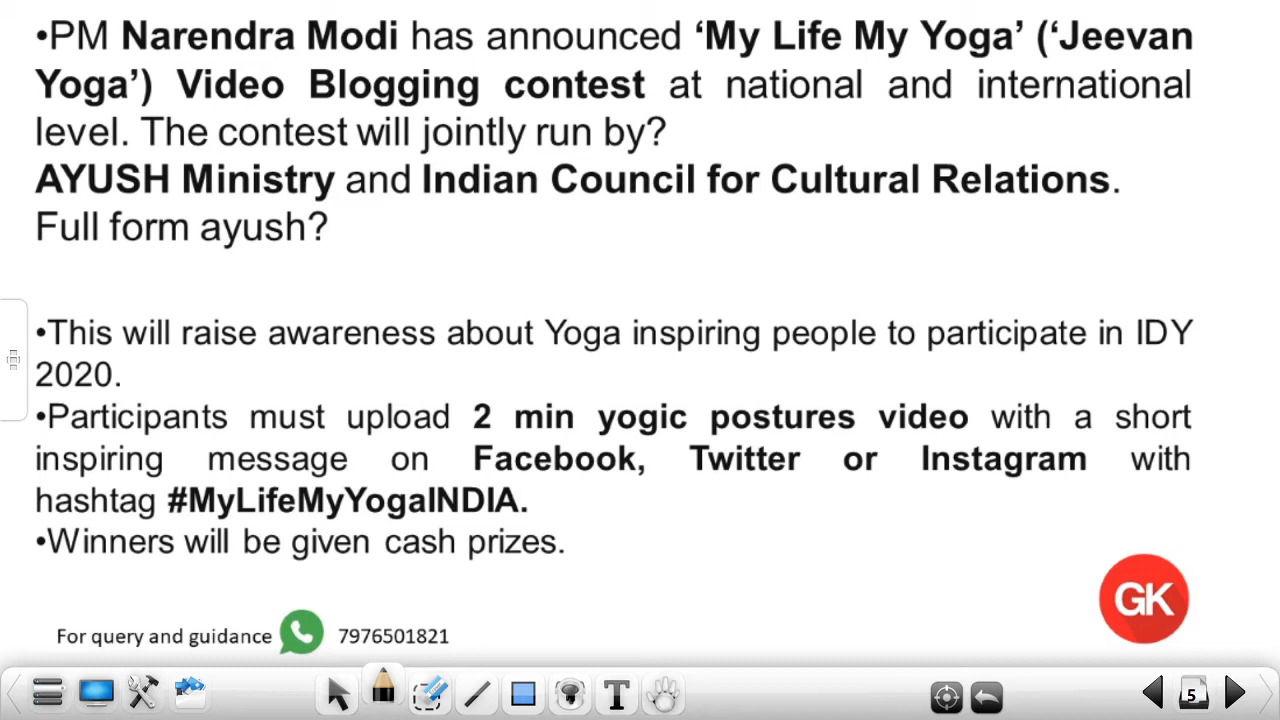 •PM Narendra Modi has announced ‘My Life My Yoga’ (‘Jeevan
Yoga’) Video Blogging contest at national and international
level. The contest will jointly run by?
AYUSH Ministry and Indian Council for Cultural Relations.
Full form ayush?
•This will raise awareness about Yoga inspiring people to participate in IDY
2020.
•Participants must upload 2 min yogic postures video with a short
inspiring message on Facebook, Twitter or Instagram with
hashtag #MyLifeMyYogaINDIA.
•Winners will be given cash prizes.
GK
For query and guidance 7976501821
T
5